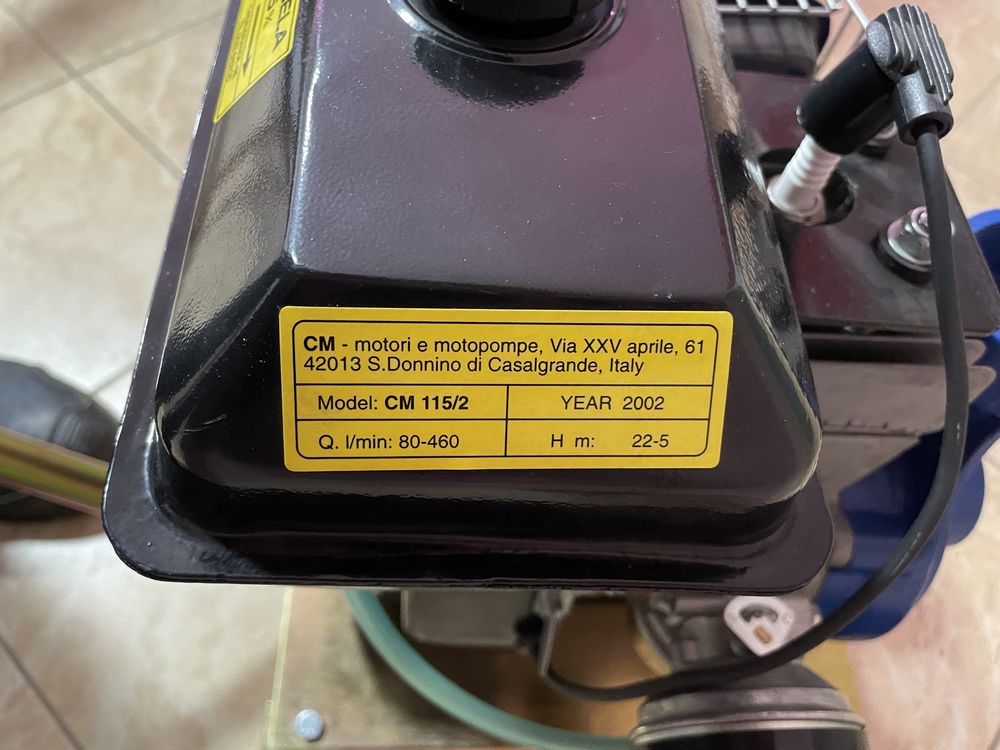 CM - motori e motopompe, Via XXV aprile, 61
42013 S.Donnino di Casalgrande, Italy
Model: CM 115/2
YEAR 2002
Q. l/min: 80-460
H m: 22-5